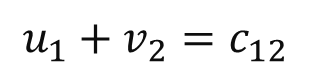 u₁ + v₂ = c₁₂